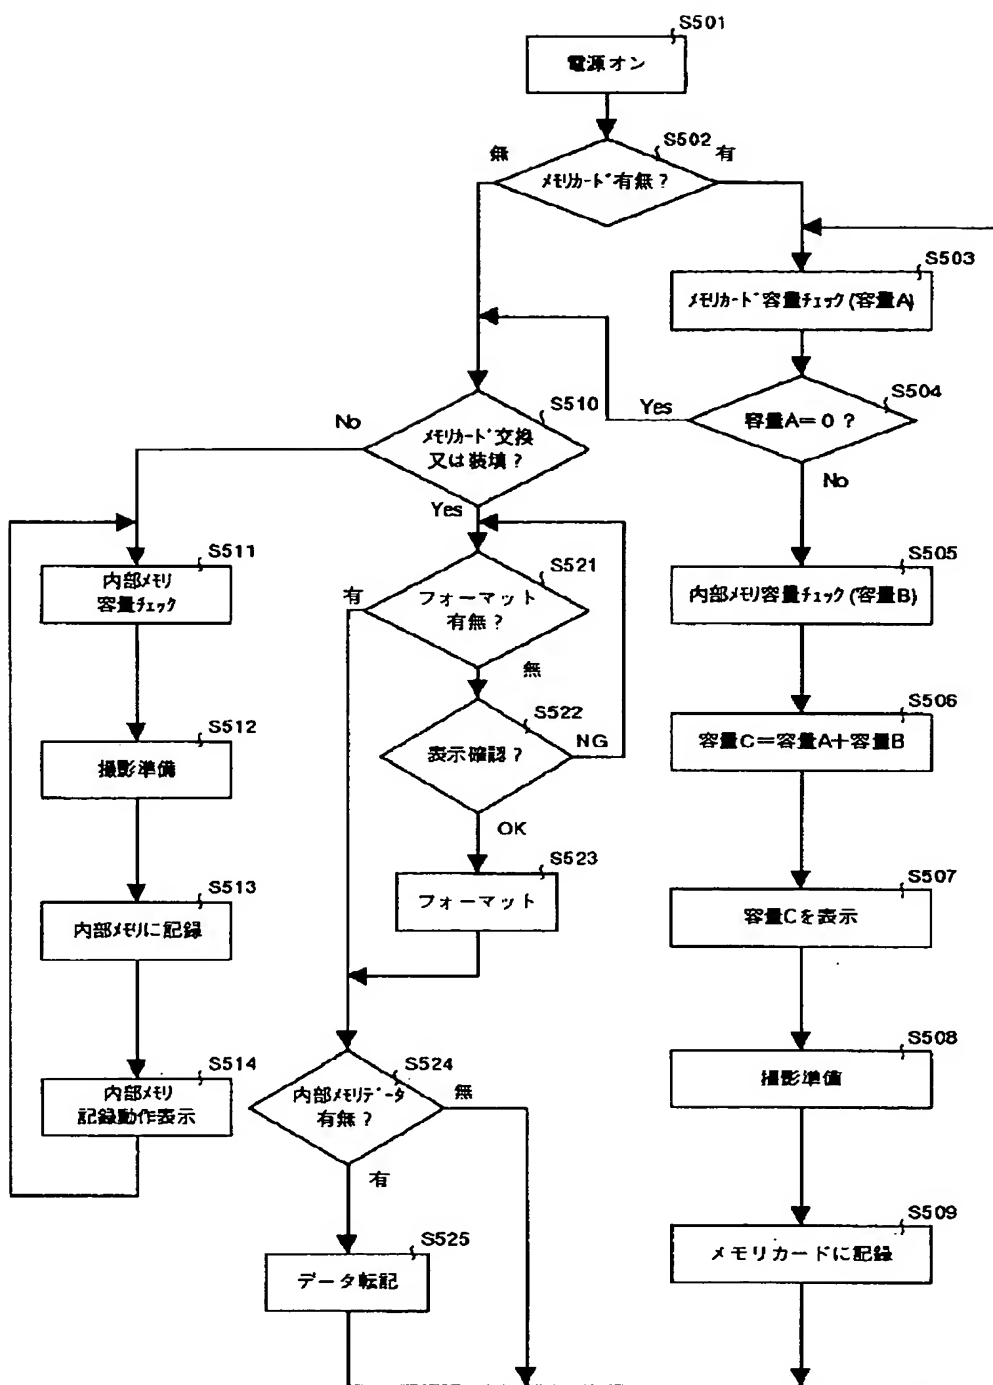 S501
電源オン
S502
無
有
メモリカード有無?
S503
メモリカード容量チェック(容量A)
S504
Yes
容量A=0?
No
S510
No
メモリカード交換
又は装填?
Yes
S505
内部メモリ容量チェック(容量B)
S511
内部メモリ
容量チェック
S521
有
フォーマット
有無?
無
S506
容量C=容量A+容量B
S512
撮影準備
S522
表示確認?
NG
OK
S507
容量Cを表示
S523
フォーマット
S513
内部メモリに記録
S508
撮影準備
S524
内部メモリデータ
有無?
無
有
S514
内部メモリ
記録動作表示
S509
メモリカードに記録
S525
データ転記